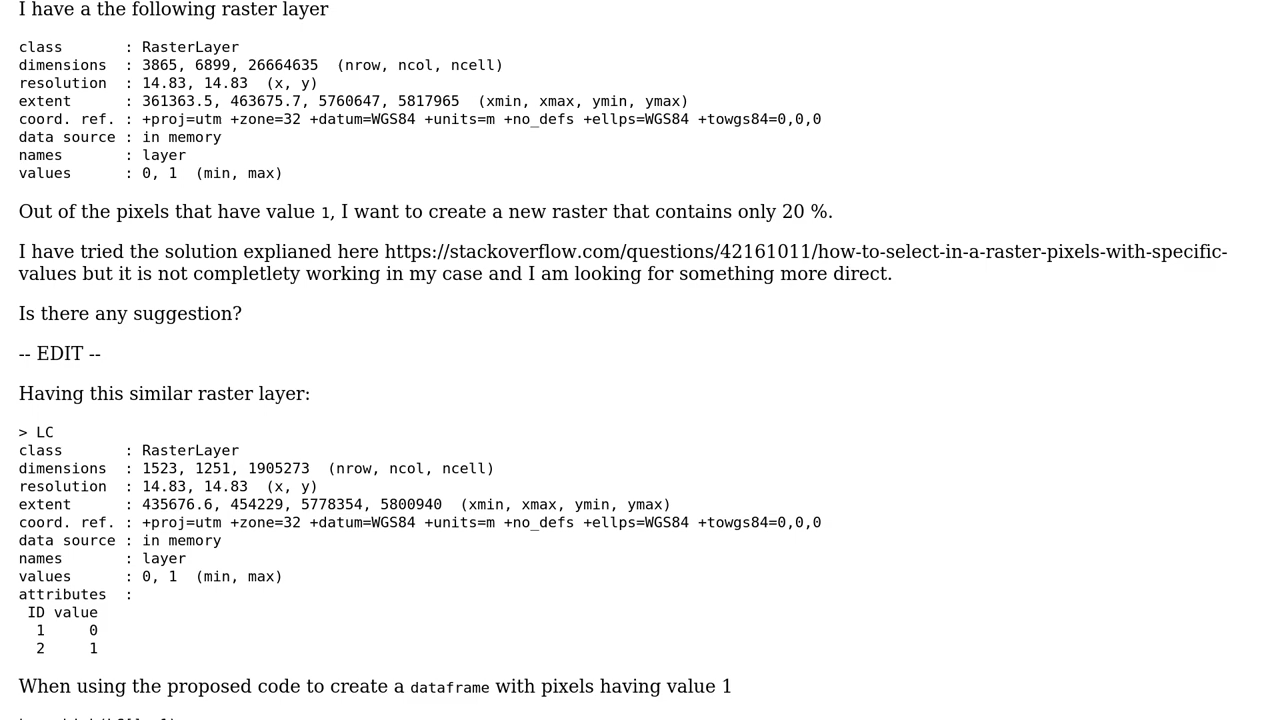 I have a the following raster layer
class       : RasterLayer
dimensions  : 3865, 6899, 26664635  (nrow, ncol, ncell)
resolution  : 14.83, 14.83  (x, y)
extent      : 361363.5, 463675.7, 5760647, 5817965  (xmin, xmax, ymin, ymax)
coord. ref. : +proj=utm +zone=32 +datum=WGS84 +units=m +no_defs +ellps=WGS84 +towgs84=0,0,0
data source : in memory
names       : layer
values      : 0, 1  (min, max)
Out of the pixels that have value 1, I want to create a new raster that contains only 20 %.
I have tried the solution explianed here https://stackoverflow.com/questions/42161011/how-to-select-in-a-raster-pixels-with-specific-
values but it is not completlety working in my case and I am looking for something more direct.
Is there any suggestion?
-- EDIT --
Having this similar raster layer:
> LC
class       : RasterLayer
dimensions  : 1523, 1251, 1905273  (nrow, ncol, ncell)
resolution  : 14.83, 14.83  (x, y)
extent      : 435676.6, 454229, 5778354, 5800940  (xmin, xmax, ymin, ymax)
coord. ref. : +proj=utm +zone=32 +datum=WGS84 +units=m +no_defs +ellps=WGS84 +towgs84=0,0,0
data source : in memory
names       : layer
values      : 0, 1  (min, max)
attributes  :
 ID value
  1     0
  2     1
When using the proposed code to create a dataframe with pixels having value 1